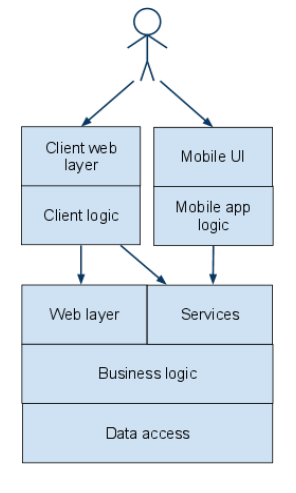 Client web
layer
Mobile UI
Client logic
Mobile app
logic
Web layer
Services
Business logic
Data access